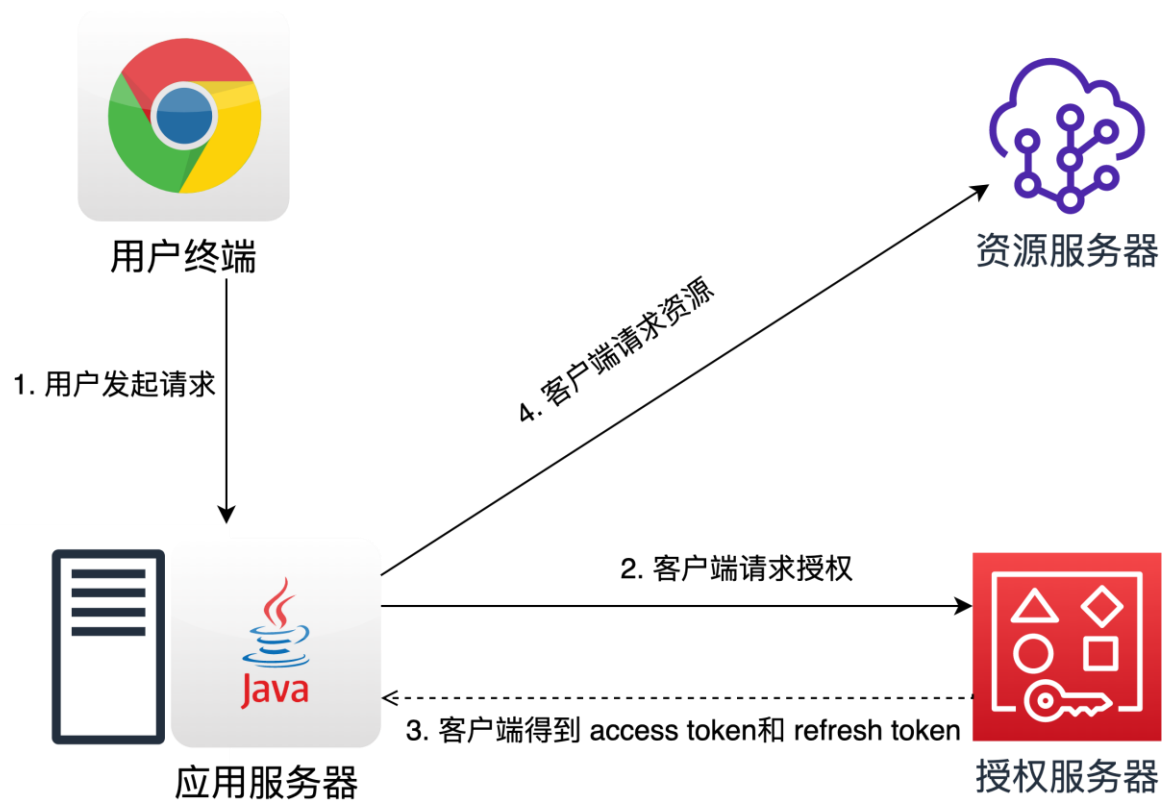 用户终端
资源服务器
1. 用户发起请求
4. 客户端请求资源
2. 客户端请求授权
Java
3. 客户端得到 access token和 refresh token
应用服务器
授权服务器